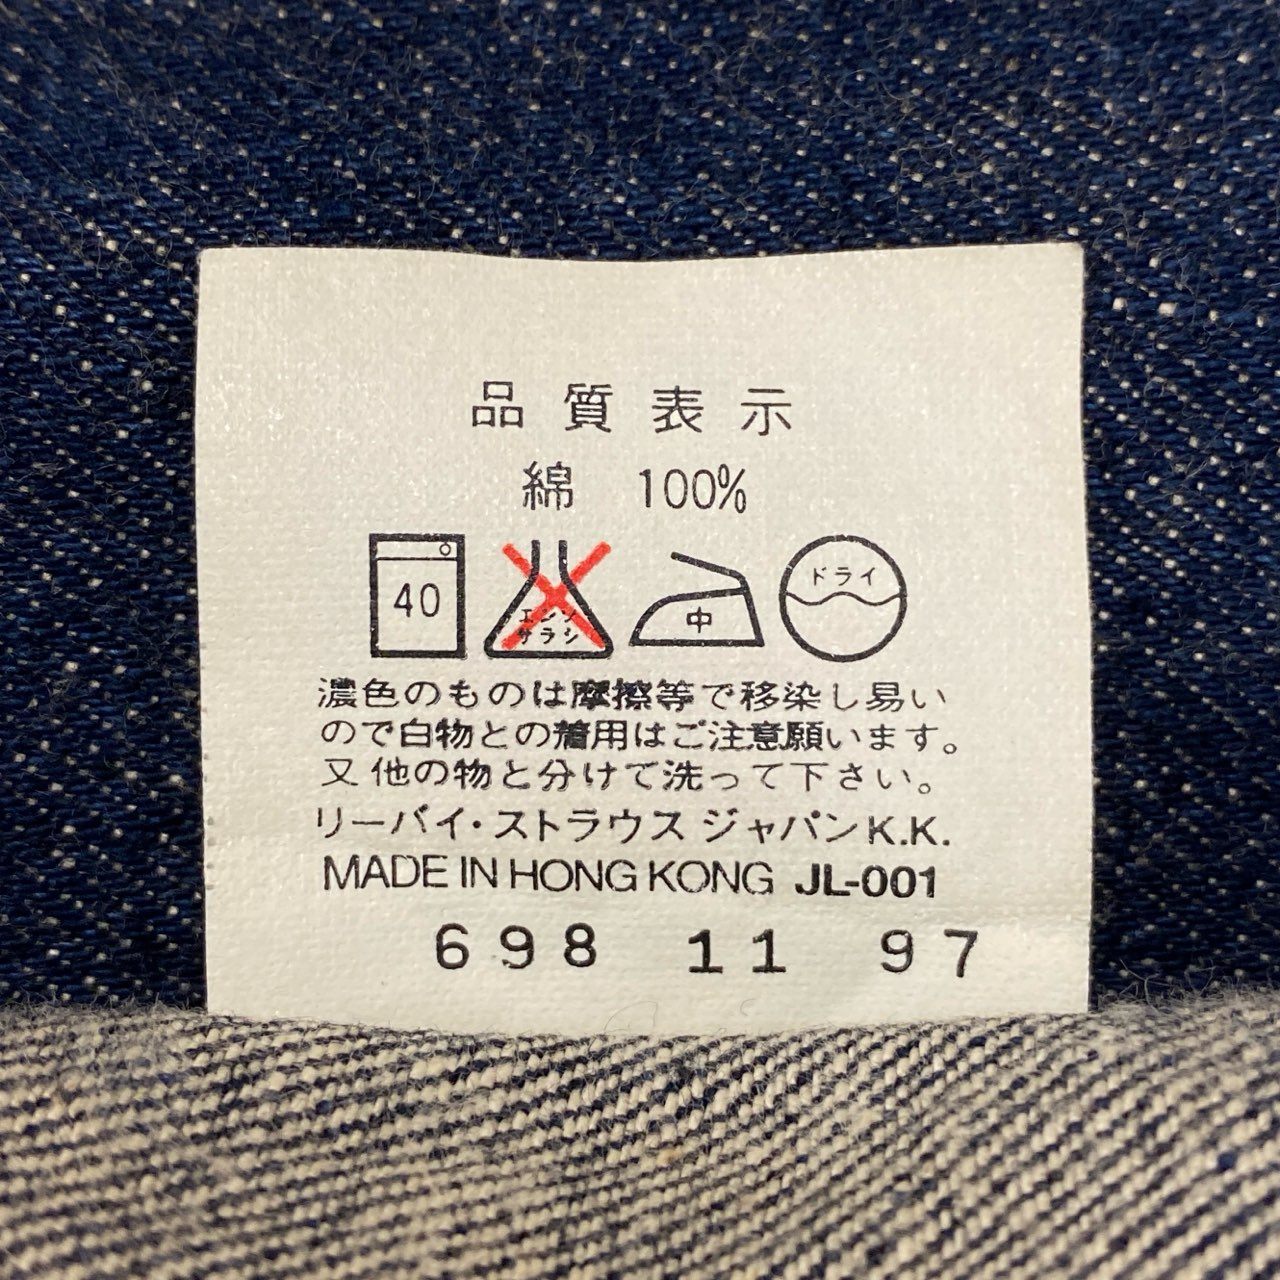 品質表示
綿 100%
40 エンソサラシ 中 ドライ
濃色のものは摩擦等で移染し易い
ので白物との着用はご注意願います。
又他の物と分けて洗って下さい。
リーバイ・ストラウス ジャパンK.K.
MADE IN HONG KONG JL-001
698 11 97